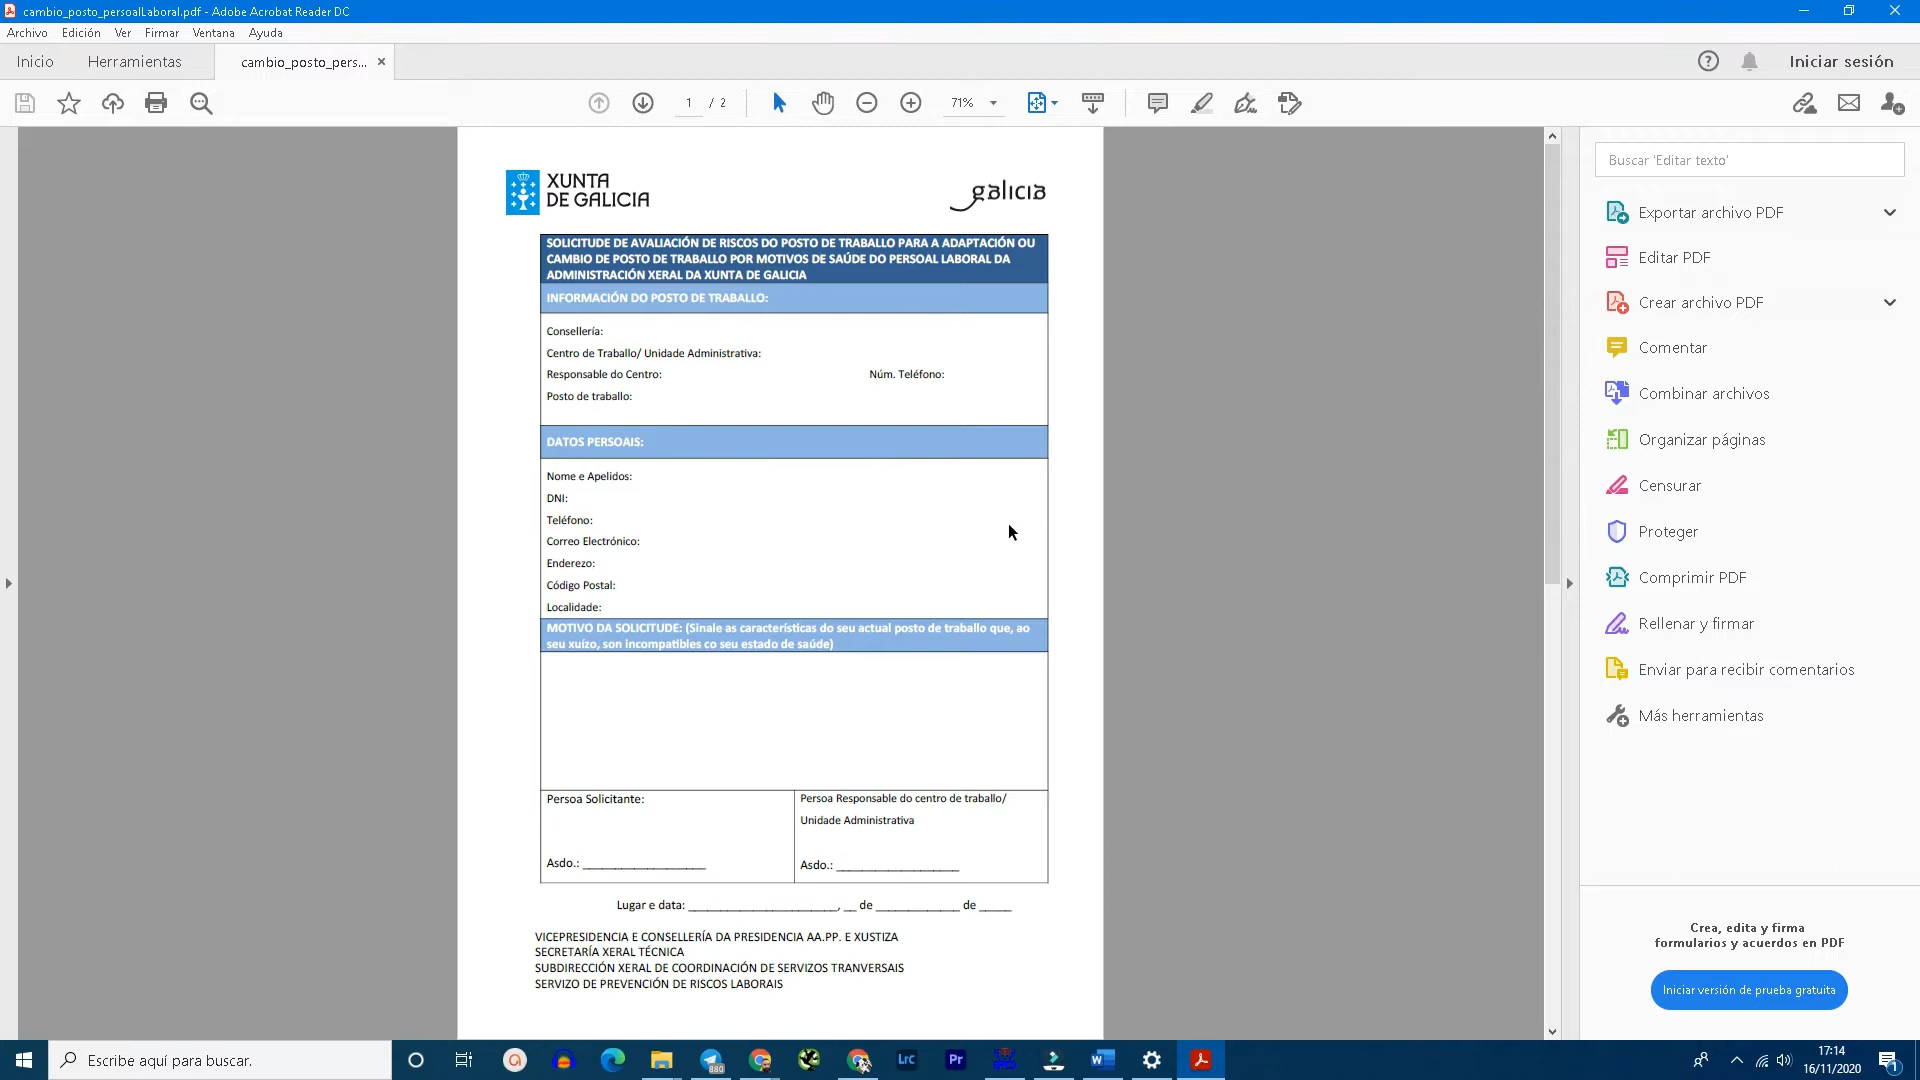 cambio_posto_persoalLaboral.pdf - Adobe Acrobat Reader DC
Archivo Edición Ver Firmar Ventana Ayuda
Inicio Herramientas cambio_posto_pers... Iniciar sesión
1 / 2 71%
XUNTA
DE GALICIA
galicia
SOLICITUDE DE AVALIACIÓN DE RISCOS DO POSTO DE TRABALLO PARA A ADAPTACIÓN OU
CAMBIO DE POSTO DE TRABALLO POR MOTIVOS DE SAÚDE DO PERSOAL LABORAL DA
ADMINISTRACIÓN XERAL DA XUNTA DE GALICIA
INFORMACIÓN DO POSTO DE TRABALLO:
Consellería:
Centro de Traballo/ Unidade Administrativa:
Responsable do Centro: Núm. Teléfono:
Posto de traballo:
DATOS PERSOAIS:
Nome e Apelidos:
DNI:
Teléfono:
Correo Electrónico:
Enderezo:
Código Postal:
Localidade:
MOTIVO DA SOLICITUDE: (Sinale as características do seu actual posto de traballo que, ao
seu xuízo, son incompatibles co seu estado de saúde)
Persoa Solicitante:
Asdo.: ____________________
Persoa Responsable do centro de traballo/
Unidade Administrativa
Asdo.: ____________________
Lugar e data: ________________________, __ de _____________ de _____
VICEPRESIDENCIA E CONSELLERÍA DA PRESIDENCIA AA.PP. E XUSTIZA
SECRETARÍA XERAL TÉCNICA
SUBDIRECCIÓN XERAL DE COORDINACIÓN DE SERVIZOS TRANVERSAIS
SERVIZO DE PREVENCIÓN DE RISCOS LABORAIS
Buscar 'Editar texto'
Exportar archivo PDF
Editar PDF
Crear archivo PDF
Comentar
Combinar archivos
Organizar páginas
Censurar
Proteger
Comprimir PDF
Rellenar y firmar
Enviar para recibir comentarios
Más herramientas
Crea, edita y firma
formularios y acuerdos en PDF
Iniciar versión de prueba gratuita
Escribe aquí para buscar.
880
Lrc
Pr
W
17:14
16/11/2020
1